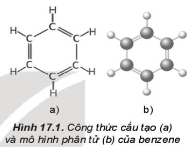 H
H C H
C C
C C
H C H
H
a) b)
Hình 17.1. Công thức cấu tạo (a)
và mô hình phân tử (b) của benzene